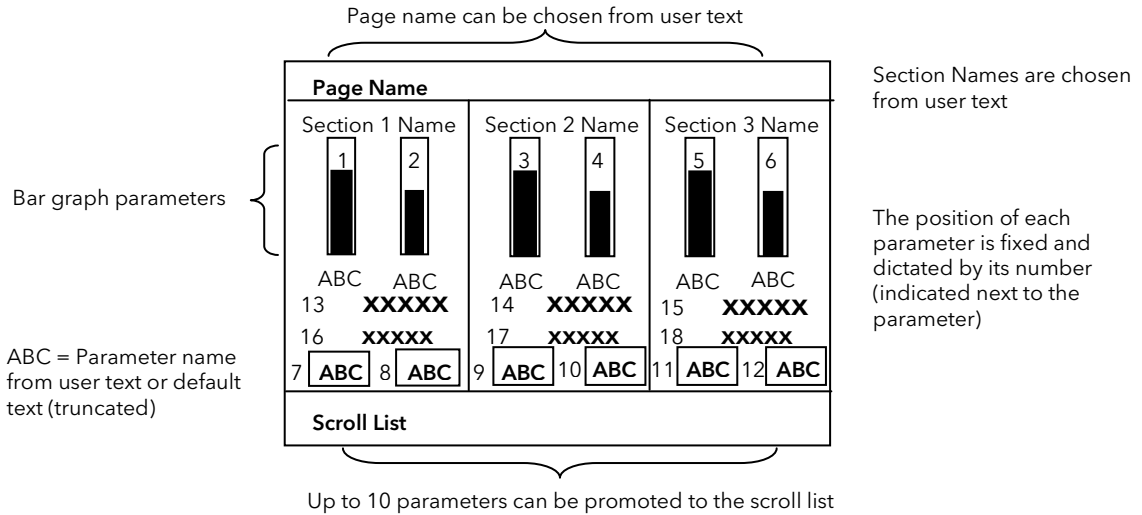 Page name can be chosen from user text
Page Name
Section Names are chosen
from user text
Section 1 Name
Section 2 Name
Section 3 Name
1 2 3 4 5 6
Bar graph parameters
The position of each
parameter is fixed and
dictated by its number
(indicated next to the
parameter)
ABC ABC ABC ABC ABC ABC
13 XXXXX 14 XXXXX 15 XXXXX
16 XXXXX 17 XXXXX 18 XXXXX
7 ABC 8 ABC 9 ABC 10 ABC 11 ABC 12 ABC
ABC = Parameter name
from user text or default
text (truncated)
Scroll List
Up to 10 parameters can be promoted to the scroll list